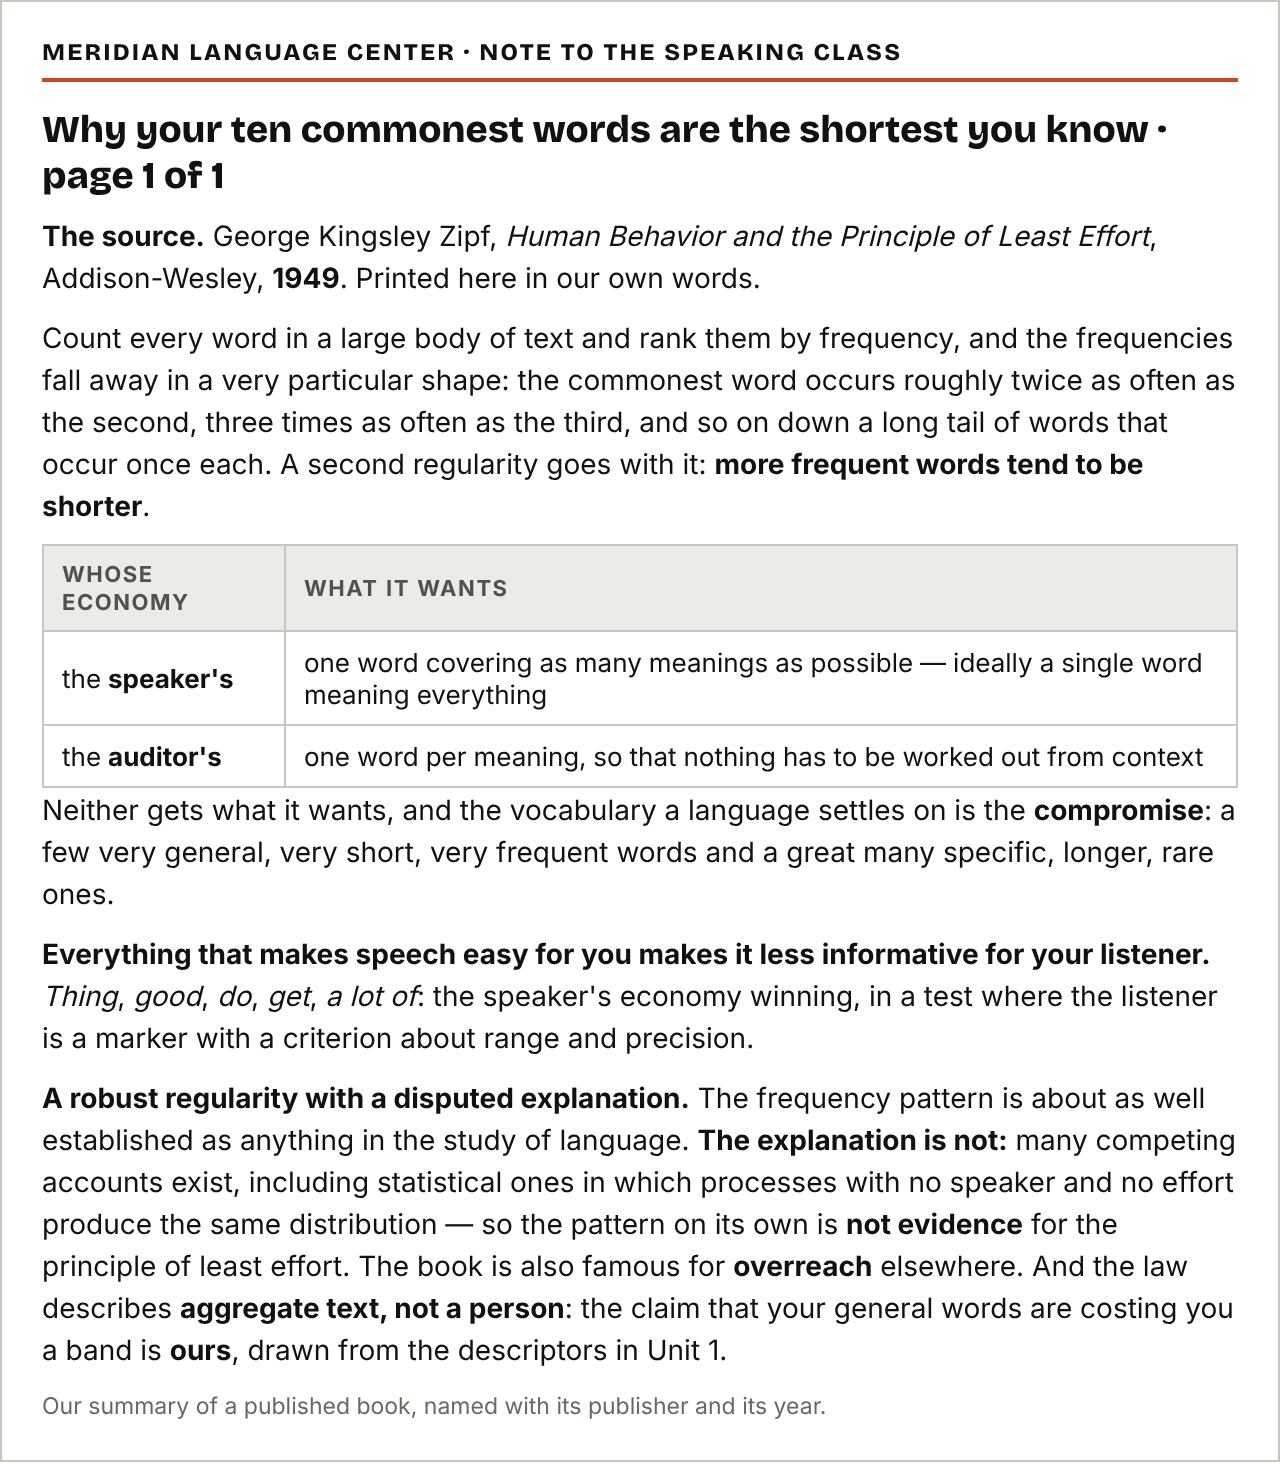 MERIDIAN LANGUAGE CENTER · NOTE TO THE SPEAKING CLASS
Why your ten commonest words are the shortest you know ·
page 1 of 1
The source. George Kingsley Zipf, Human Behavior and the Principle of Least Effort,
Addison-Wesley, 1949. Printed here in our own words.
Count every word in a large body of text and rank them by frequency, and the frequencies
fall away in a very particular shape: the commonest word occurs roughly twice as often as
the second, three times as often as the third, and so on down a long tail of words that
occur once each. A second regularity goes with it: more frequent words tend to be
shorter.
WHOSE
ECONOMY
WHAT IT WANTS
the speaker's
one word covering as many meanings as possible — ideally a single word
meaning everything
the auditor's
one word per meaning, so that nothing has to be worked out from context
Neither gets what it wants, and the vocabulary a language settles on is the compromise: a
few very general, very short, very frequent words and a great many specific, longer, rare
ones.
Everything that makes speech easy for you makes it less informative for your listener.
Thing, good, do, get, a lot of: the speaker's economy winning, in a test where the listener
is a marker with a criterion about range and precision.
A robust regularity with a disputed explanation. The frequency pattern is about as well
established as anything in the study of language. The explanation is not: many competing
accounts exist, including statistical ones in which processes with no speaker and no effort
produce the same distribution — so the pattern on its own is not evidence for the
principle of least effort. The book is also famous for overreach elsewhere. And the law
describes aggregate text, not a person: the claim that your general words are costing you
a band is ours, drawn from the descriptors in Unit 1.
Our summary of a published book, named with its publisher and its year.